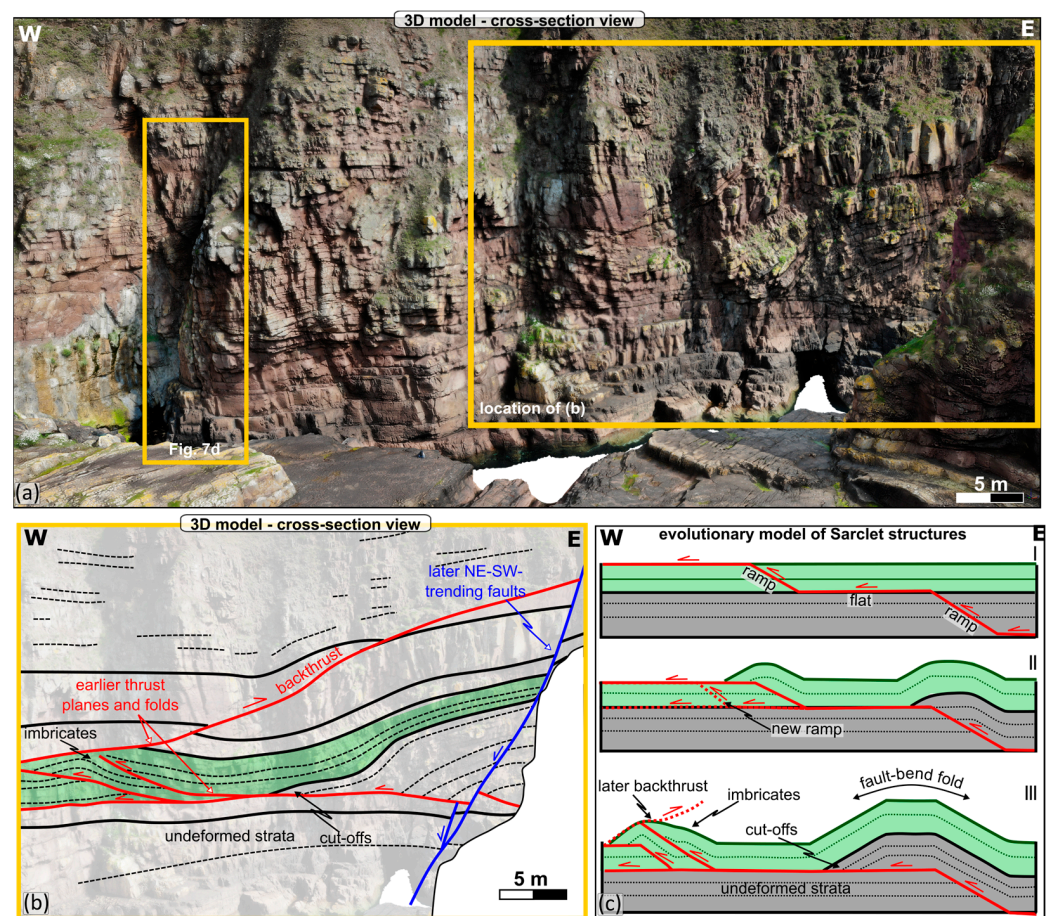 3D model - cross-section view
W
E
location of (b)
Fig. 7d
(a)
5 m
3D model - cross-section view
W
E
later NE-SW-
trending faults
backthrust
earlier thrust
planes and folds
imbricates
undeformed strata
cut-offs
5 m
(b)
W
E
evolutionary model of Sarclet structures
I
ramp
flat
ramp
II
new ramp
III
later backthrust
imbricates
fault-bend fold
cut-offs
undeformed strata
(c)